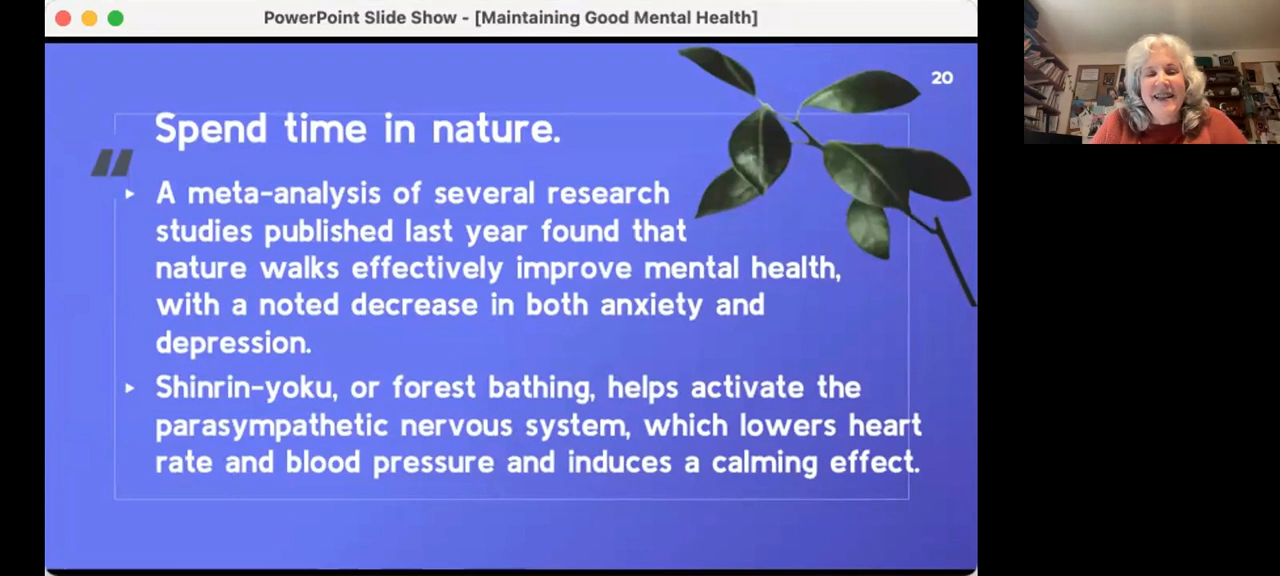 PowerPoint Slide Show - [Maintaining Good Mental Health]
20
Spend time in nature.
A meta-analysis of several research
studies published last year found that
nature walks effectively improve mental health,
with a noted decrease in both anxiety and
depression.
Shinrin-yoku, or forest bathing, helps activate the
parasympathetic nervous system, which lowers heart
rate and blood pressure and induces a calming effect.